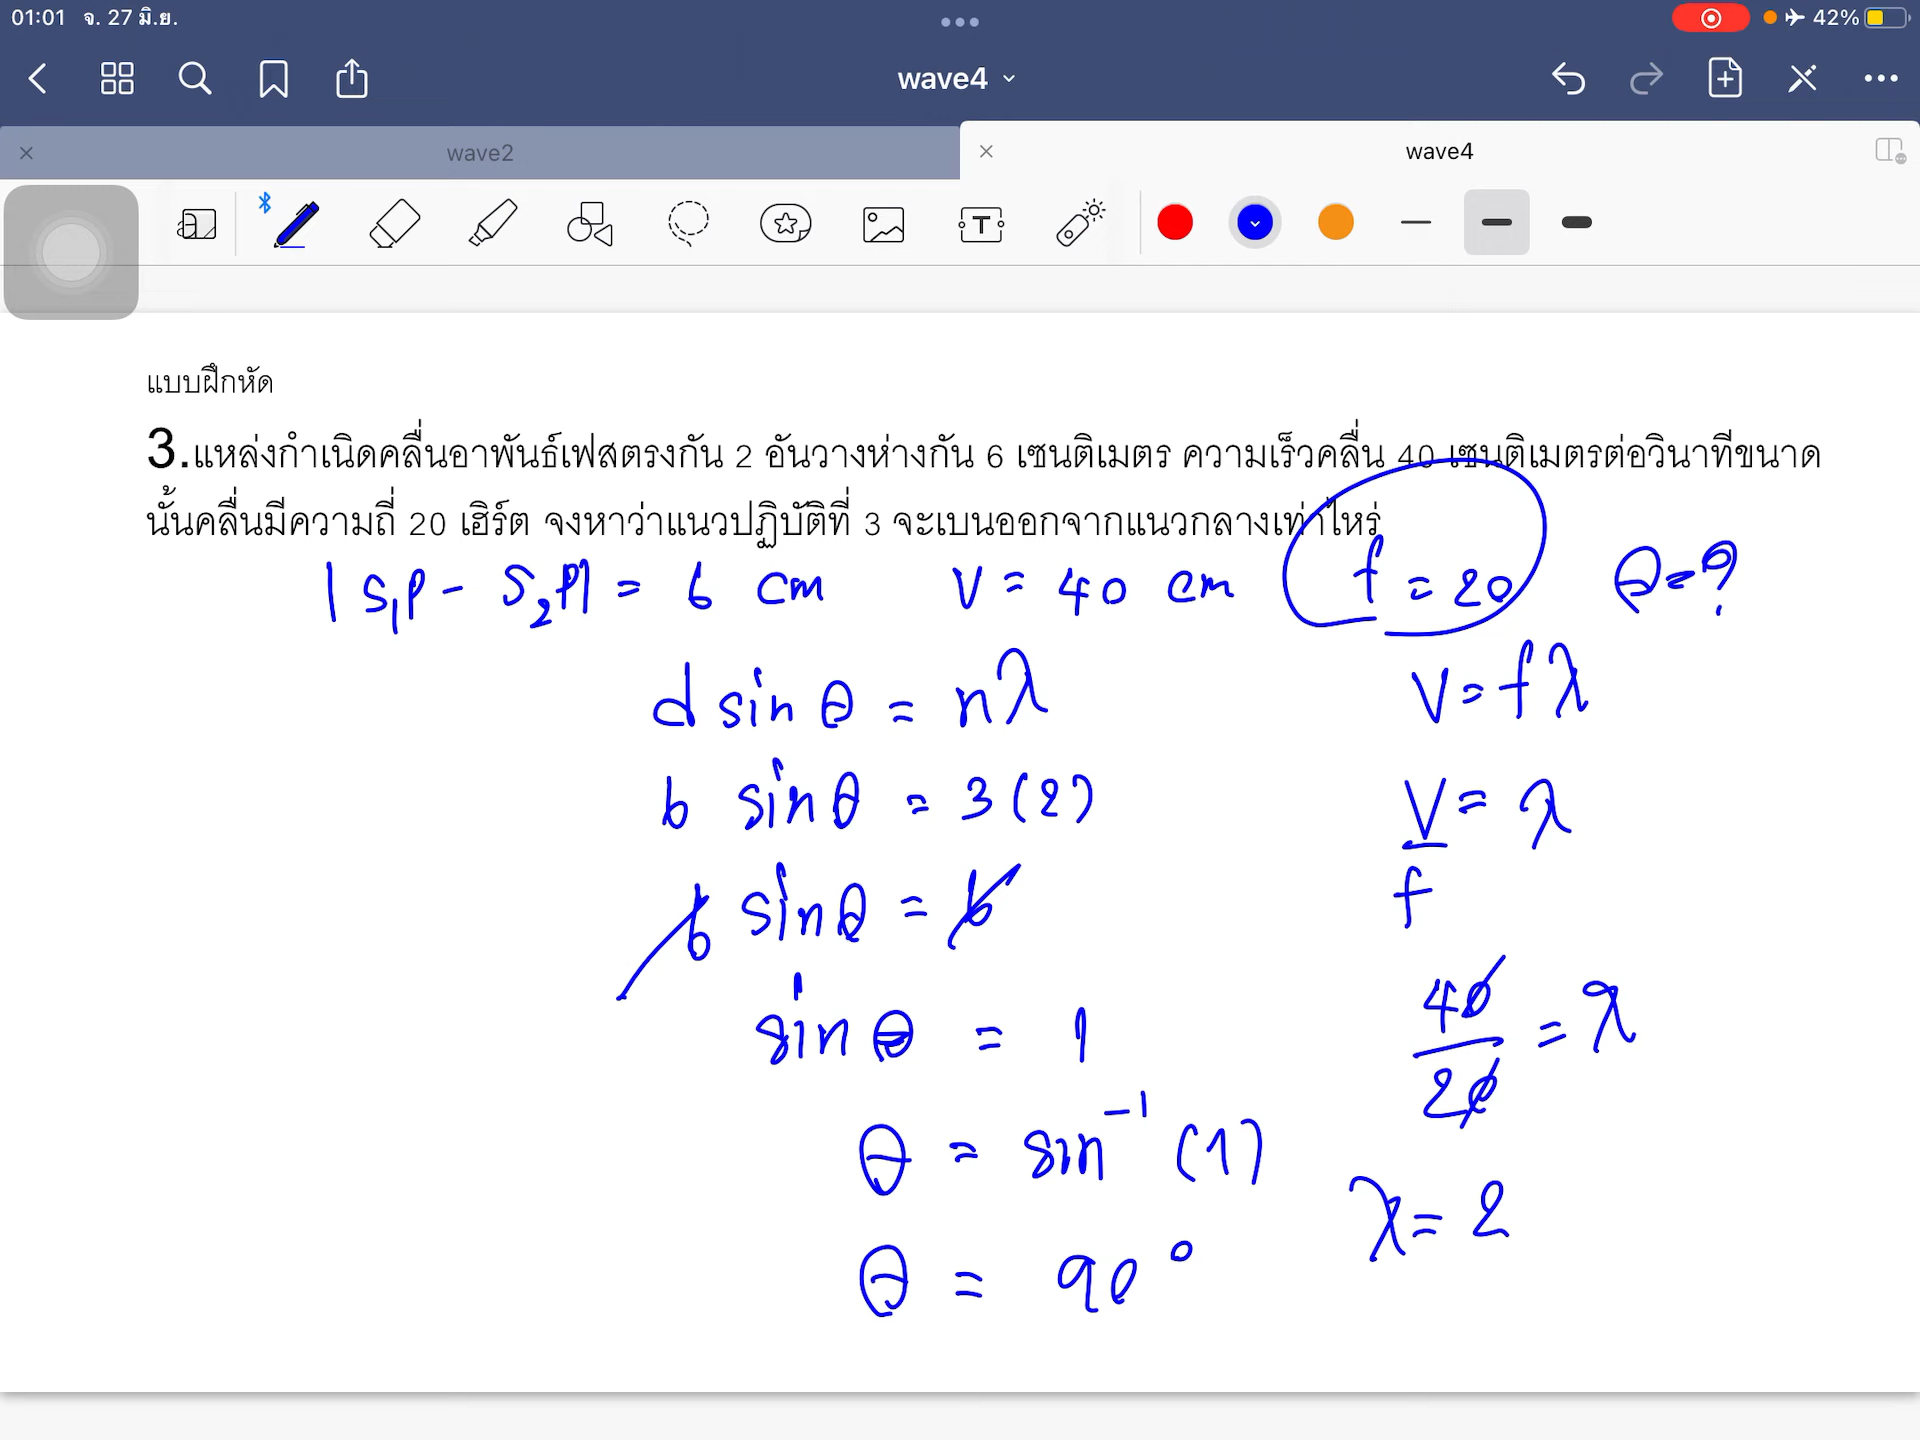 01:01 จ. 27 มิ.ย.
42%
wave4
wave2
wave4
แบบฝึกหัด
3.แหล่งกำเนิดคลื่นอาพันธ์เฟสตรงกัน 2 อันวางห่างกัน 6 เซนติเมตร ความเร็วคลื่น 40 เซนติเมตรต่อวินาทีขนาด
นั้นคลื่นมีความถี่ 20 เฮิร์ต จงหาว่าแนวปฏิบัติที่ 3 จะเบนออกจากแนวกลางเท่าไหร่
|S₁P - S₂P| = 6 cm V = 40 cm f = 20 θ = ?
d sin θ = nλ
V = fλ
6 sin θ = 3(2)
V/f = λ
6 sin θ = 6
sin θ = 1
40/20 = λ
θ = sin⁻¹ (1)
λ = 2
θ = 90°